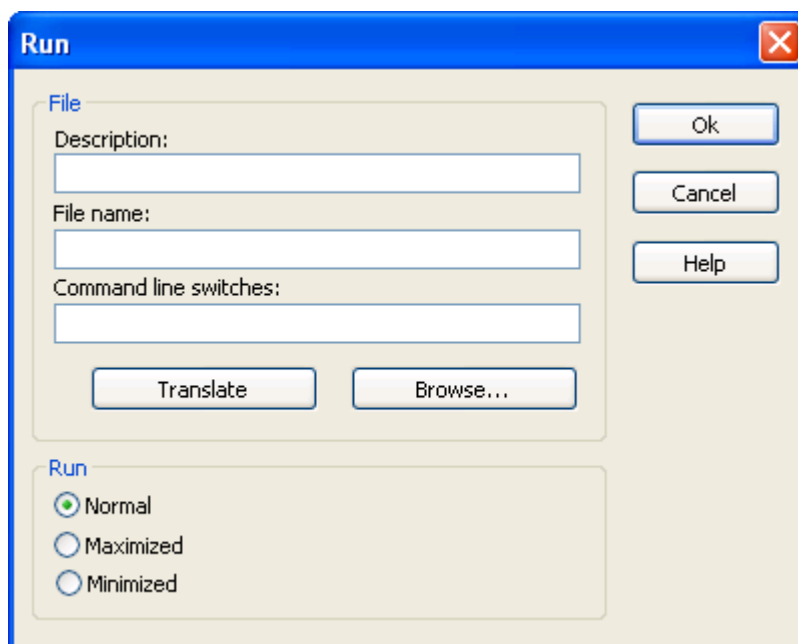 Run
File
Description:
File name:
Command line switches:
Translate
Browse...
Ok
Cancel
Help
Run
Normal
Maximized
Minimized